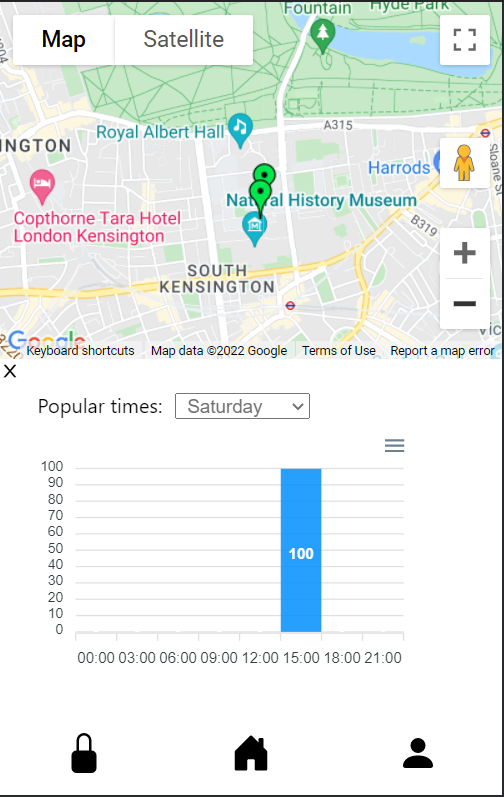 Fountain
Hyde Park
Map
Satellite
A315
Royal Albert Hall
INGTON
Harrods
Sloane St
Natural History Museum
Copthorne Tara Hotel
London Kensington
B319
SOUTH
KENSINGTON
Vic
Google
Keyboard shortcuts
Map data ©2022 Google
Terms of Use
Report a map error
X
Popular times:
Saturday
100
90
80
70
60
50
40
30
20
10
0
100
00:00 03:00 06:00 09:00 12:00 15:00 18:00 21:00